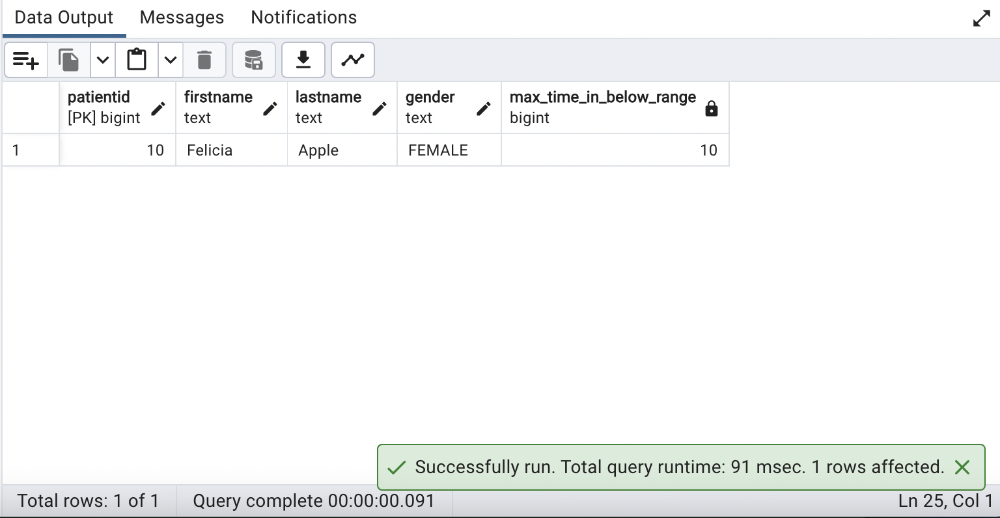 Data Output Messages Notifications
patientid firstname lastname gender max_time_in_below_range
[PK] bigint text text text bigint
1 10 Felicia Apple FEMALE 10
Successfully run. Total query runtime: 91 msec. 1 rows affected.
Total rows: 1 of 1 Query complete 00:00:00.091 Ln 25, Col 1